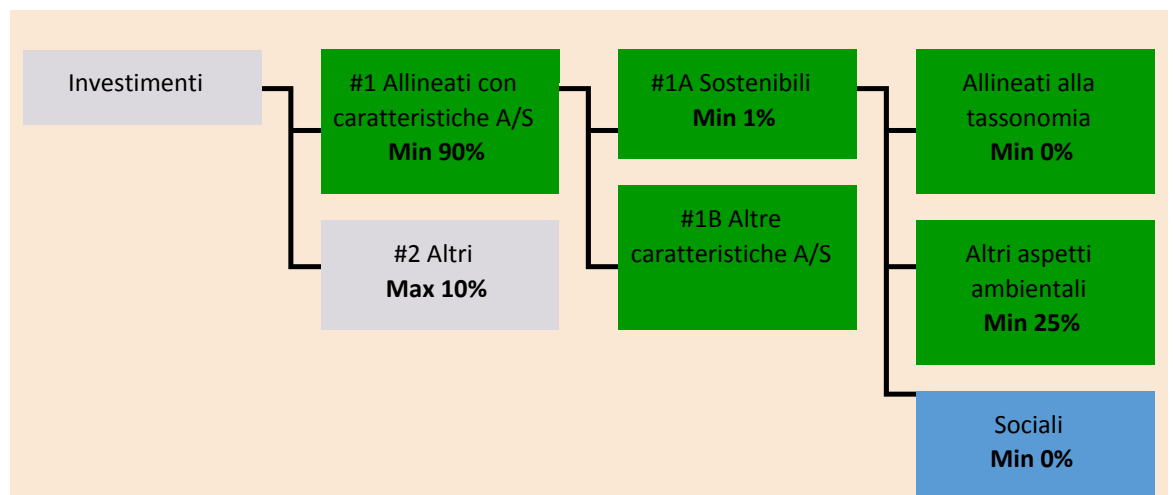 Investimenti
#1 Allineati con
caratteristiche A/S
Min 90%
#2 Altri
Max 10%
#1A Sostenibili
Min 1%
#1B Altre
caratteristiche A/S
Allineati alla
tassonomia
Min 0%
Altri aspetti
ambientali
Min 25%
Sociali
Min 0%